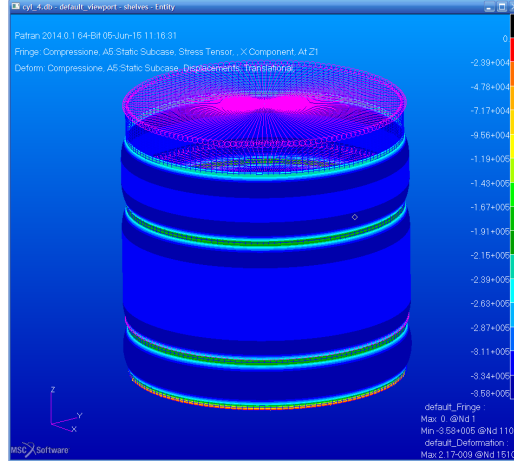 cyl_4.db - default_viewport - shelves - Entity
Patran 2014.0.1 64-Bit 05-Jun-15 11:16:31
Fringe: Compressione, A5:Static Subcase, Stress Tensor, , X Component, At Z1
Deform: Compressione, A5:Static Subcase, Displacements, Translational,
0
-2.39+004
-4.78+004
-7.17+004
-9.56+004
-1.19+005
-1.43+005
-1.67+005
-1.91+005
-2.15+005
-2.39+005
-2.63+005
-2.87+005
-3.11+005
-3.34+005
-3.58+005
default_Fringe :
Max 0. @Nd 1
Min -3.58+005 @Nd 110
default_Deformation :
Max 2.17-009 @Nd 1510
Z
Y
X
MSC Software